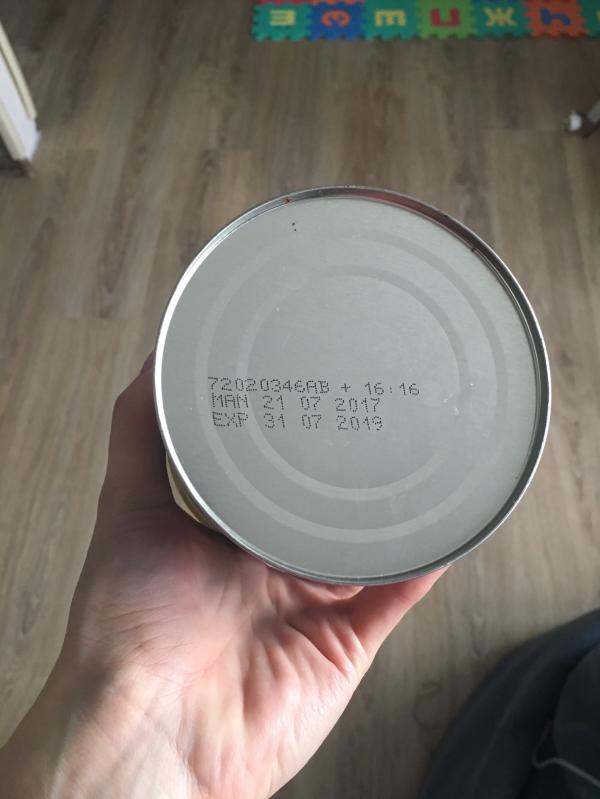 72020346AB + 16:16
MAN 21 07 2017
EXP 31 07 2019